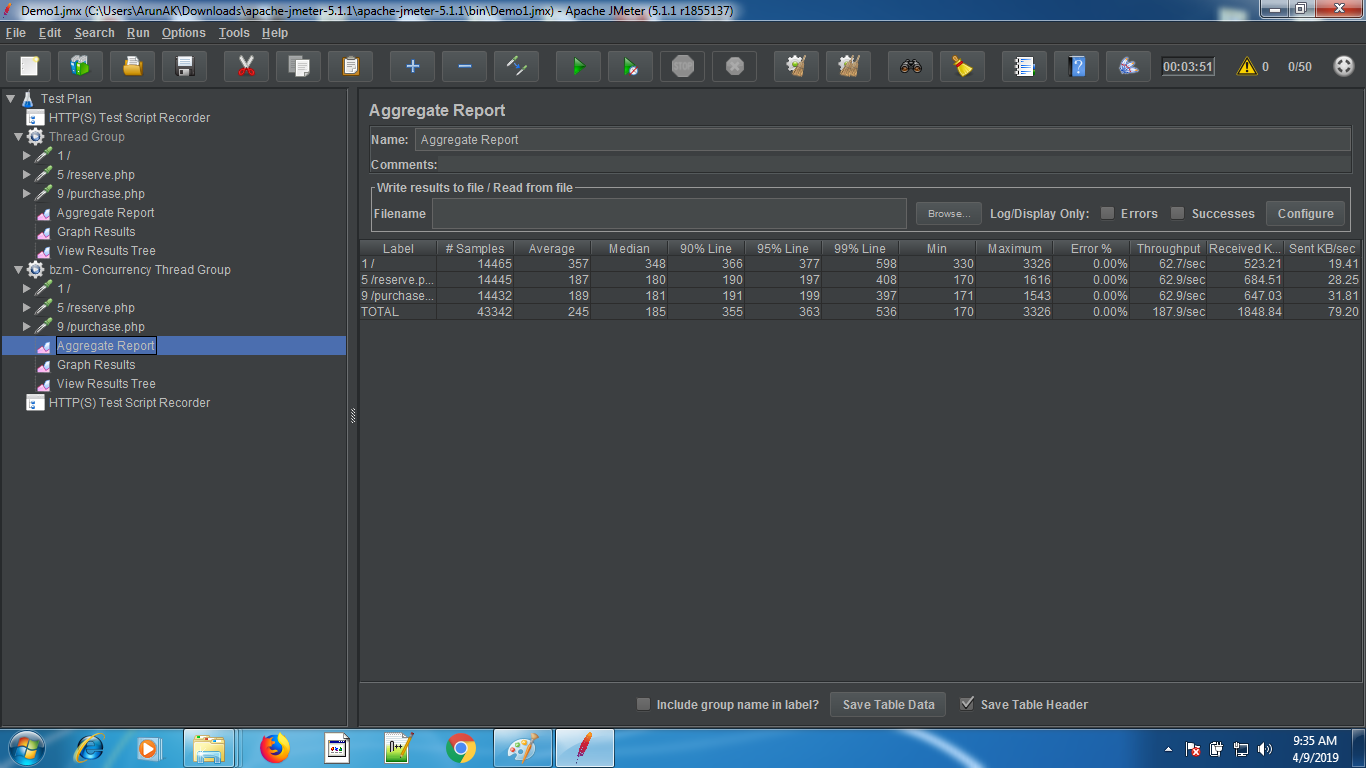 Demo1.jmx (C:\Users\ArunAK\Downloads\apache-jmeter-5.1.1\apache-jmeter-5.1.1\bin\Demo1.jmx) - Apache JMeter (5.1.1 r1855137)
File Edit Search Run Options Tools Help
STOP 00:03:51 0 0/50
Test Plan
HTTP(S) Test Script Recorder
Thread Group
1 /
5 /reserve.php
9 /purchase.php
Aggregate Report
Graph Results
View Results Tree
bzm - Concurrency Thread Group
1 /
5 /reserve.php
9 /purchase.php
Aggregate Report
Graph Results
View Results Tree
HTTP(S) Test Script Recorder
Aggregate Report
Name: Aggregate Report
Comments:
Write results to file / Read from file
Filename Browse... Log/Display Only: Errors Successes Configure
Label # Samples Average Median 90% Line 95% Line 99% Line Min Maximum Error % Throughput Received K... Sent KB/sec
1 / 14465 357 348 366 377 598 330 3326 0.00% 62.7/sec 523.21 19.41
5 /reserve.p... 14445 187 180 190 197 408 170 1616 0.00% 62.9/sec 684.51 28.25
9 /purchase... 14432 189 181 191 199 397 171 1543 0.00% 62.9/sec 647.03 31.81
TOTAL 43342 245 185 355 363 536 170 3326 0.00% 187.9/sec 1848.84 79.20
Include group name in label? Save Table Data Save Table Header
9:35 AM
4/9/2019